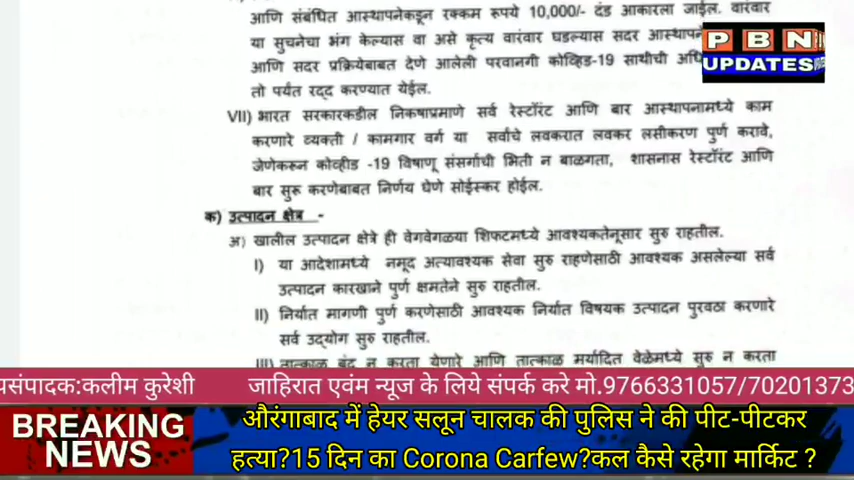 आणि संबंधित आस्थापनेकडून रक्कम रूपये 10,000/- दंड आकारला जाईल. वारंवार
या सुचनेचा भंग केल्यास वा असे कृत्य वारंवार घडल्यास सदर आस्थापने
आणि सदर प्रक्रियेबाबत देणे आलेली परवानगी कोव्हिड-19 साथीची अधि
तो पर्यंत रद्द करण्यात येईल.
PBN
UPDATES
VII) भारत सरकारकडील निकषाप्रमाणे सर्व रेस्टॉरंट आणि बार आस्थापनामध्ये काम
करणारे व्यक्ती / कामगार वर्ग या सर्वांचे लवकरात लवकर लसीकरण पुर्ण करावे,
जेणेकरून कोव्हीड -19 विषाणू संसर्गाची भिती न बाळगता, शासनास रेस्टॉरंट आणि
बार सुरू करणेबाबत निर्णय घेणे सोईस्कर होईल.
क) उत्पादन क्षेत्र -
अ) खालील उत्पादन क्षेत्रे ही वेगवेगळया शिफटमध्ये आवश्यकतेनूसार सुरु राहतील.
I) या आदेशामध्ये नमूद अत्यावश्यक सेवा सुरु राहणेसाठी आवश्यक असलेल्या सर्व
उत्पादन कारखाने पुर्ण क्षमतेने सुरु राहतील.
II) निर्यात मागणी पुर्ण करणेसाठी आवश्यक निर्यात विषयक उत्पादन पुरवठा करणारे
सर्व उद्योग सुरु राहतील.
III) तात्काळ बंद न करता येणारे आणि तात्काळ मर्यादित वेळेमध्ये सुरु न करता
पसंपादक:कलीम कुरेशी जाहिरात एवंम न्यूज के लिये संपर्क करे मो.9766331057/70201373
BREAKING
NEWS
औरंगाबाद में हेयर सलून चालक की पुलिस ने की पीट-पीटकर
हत्या?15 दिन का Corona Carfew?कल कैसे रहेगा मार्किट ?